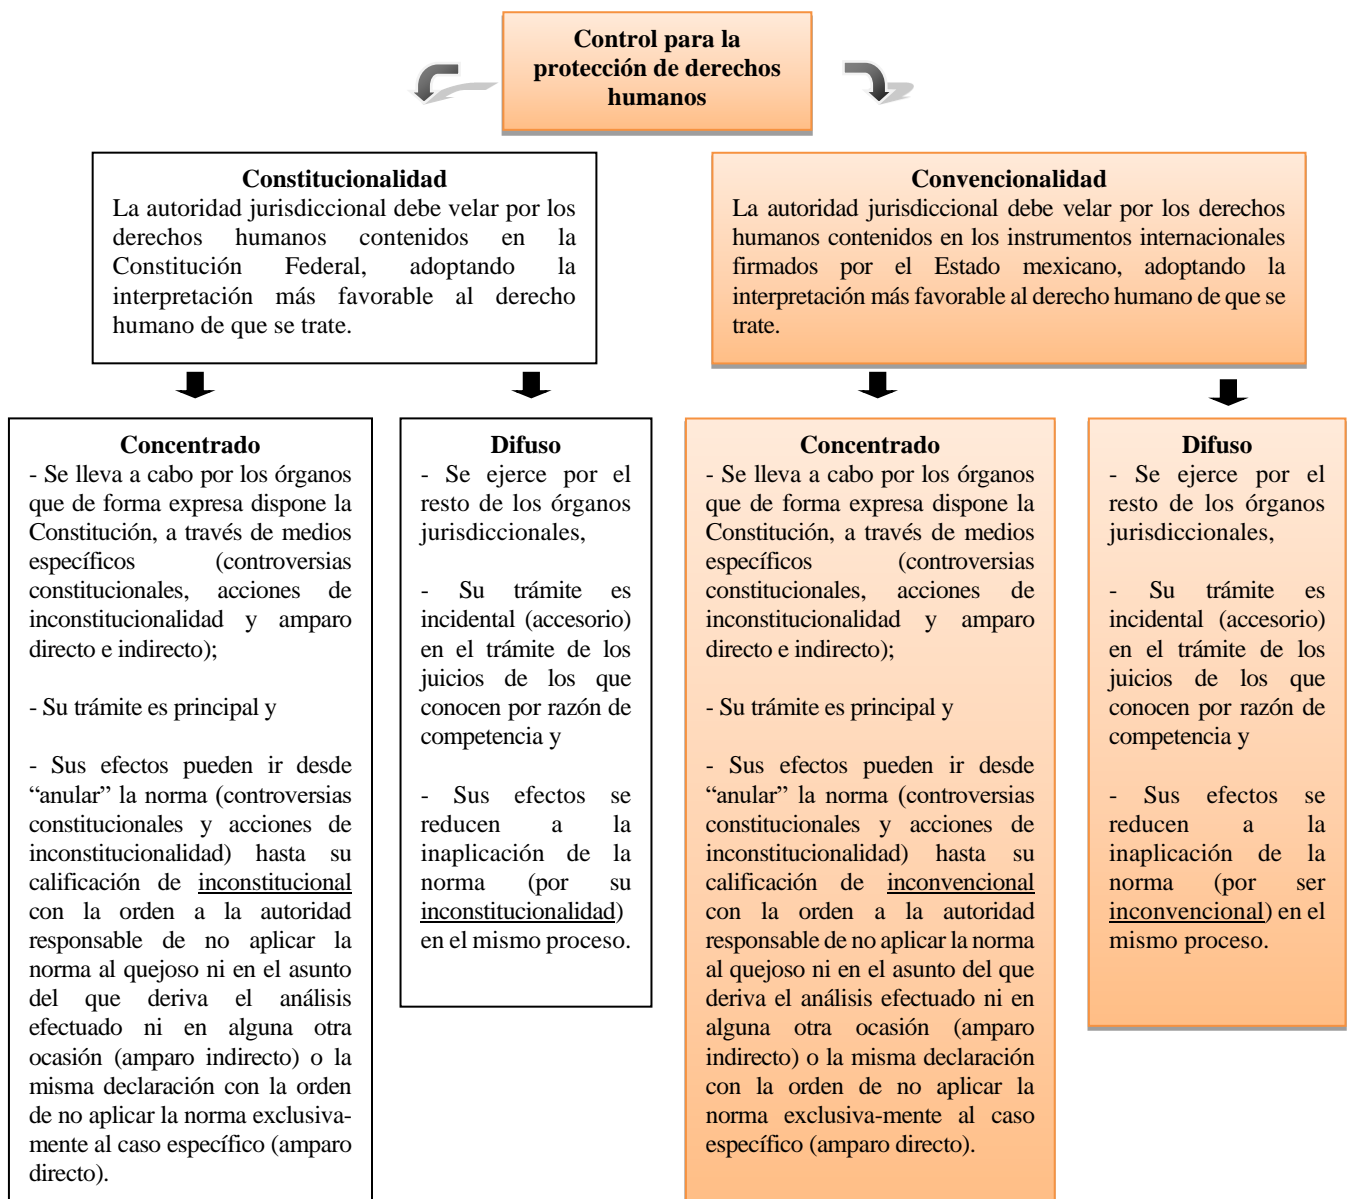 Control para la
protección de derechos
humanos
Constitucionalidad
La autoridad jurisdiccional debe velar por los
derechos humanos contenidos en la
Constitución Federal, adoptando la
interpretación más favorable al derecho
humano de que se trate.
Convencionalidad
La autoridad jurisdiccional debe velar por los derechos
humanos contenidos en los instrumentos internacionales
firmados por el Estado mexicano, adoptando la
interpretación más favorable al derecho humano de que se
trate.
Concentrado
- Se lleva a cabo por los órganos
que de forma expresa dispone la
Constitución, a través de medios
específicos (controversias
constitucionales, acciones de
inconstitucionalidad y amparo
directo e indirecto);
- Su trámite es principal y
- Sus efectos pueden ir desde
“anular” la norma (controversias
constitucionales y acciones de
inconstitucionalidad) hasta su
calificación de inconstitucional
con la orden a la autoridad
responsable de no aplicar la
norma al quejoso ni en el asunto
del que deriva el análisis
efectuado ni en alguna otra
ocasión (amparo indirecto) o la
misma declaración con la orden
de no aplicar la norma exclusiva-
mente al caso específico (amparo
directo).
Difuso
- Se ejerce por el
resto de los órganos
jurisdiccionales,
- Su trámite es
incidental (accesorio)
en el trámite de los
juicios de los que
conocen por razón de
competencia y
- Sus efectos se
reducen a la
inaplicación de la
norma (por su
inconstitucionalidad)
en el mismo proceso.
Concentrado
- Se lleva a cabo por los órganos
que de forma expresa dispone la
Constitución, a través de medios
específicos (controversias
constitucionales, acciones de
inconstitucionalidad y amparo
directo e indirecto);
- Su trámite es principal y
- Sus efectos pueden ir desde
“anular” la norma (controversias
constitucionales y acciones de
inconstitucionalidad) hasta su
calificación de inconvencional
con la orden a la autoridad
responsable de no aplicar la norma
al quejoso ni en el asunto del que
deriva el análisis efectuado ni en
alguna otra ocasión (amparo
indirecto) o la misma declaración
con la orden de no aplicar la
norma exclusiva-mente al caso
específico (amparo directo).
Difuso
- Se ejerce por el
resto de los órganos
jurisdiccionales,
- Su trámite es
incidental (accesorio)
en el trámite de los
juicios de los que
conocen por razón de
competencia y
- Sus efectos se
reducen a la
inaplicación de la
norma (por ser
inconvencional) en el
mismo proceso.